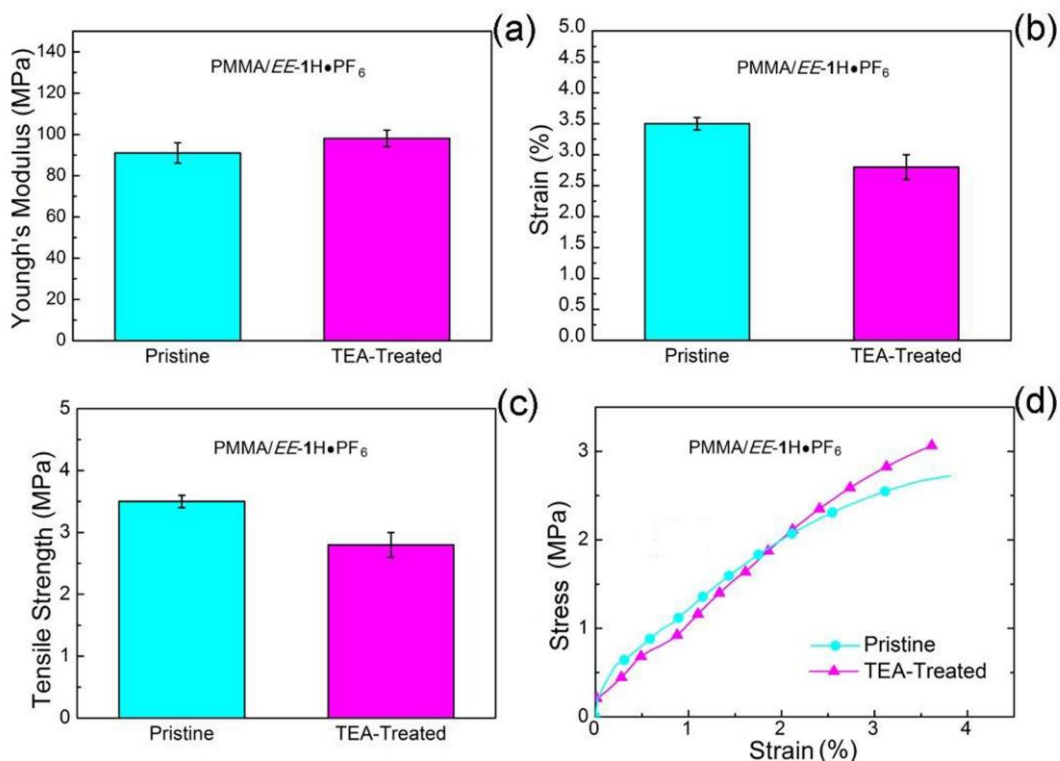 (a)
PMMA/EE-1H•PF₆
Youngh's Modulus (MPa)
140
120
100
80
60
40
20
0
Pristine TEA-Treated
(b)
PMMA/EE-1H•PF₆
Strain (%)
5.0
4.5
4.0
3.5
3.0
2.5
2.0
1.5
1.0
0.5
0.0
Pristine TEA-Treated
(c)
PMMA/EE-1H•PF₆
Tensile Strength (MPa)
5
4
3
2
1
0
Pristine TEA-Treated
(d)
PMMA/EE-1H•PF₆
Stress (MPa)
3
2
1
0
Pristine
TEA-Treated
0 1 2 3 4
Strain (%)